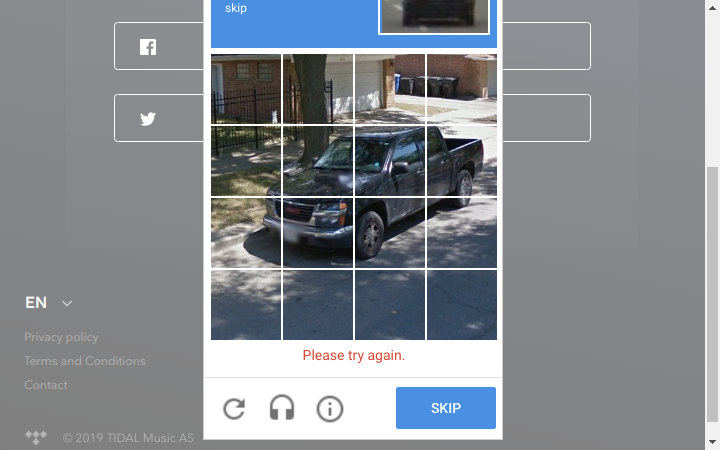 skip
Please try again.
SKIP
EN
Privacy policy
Terms and Conditions
Contact
© 2019 TIDAL Music AS